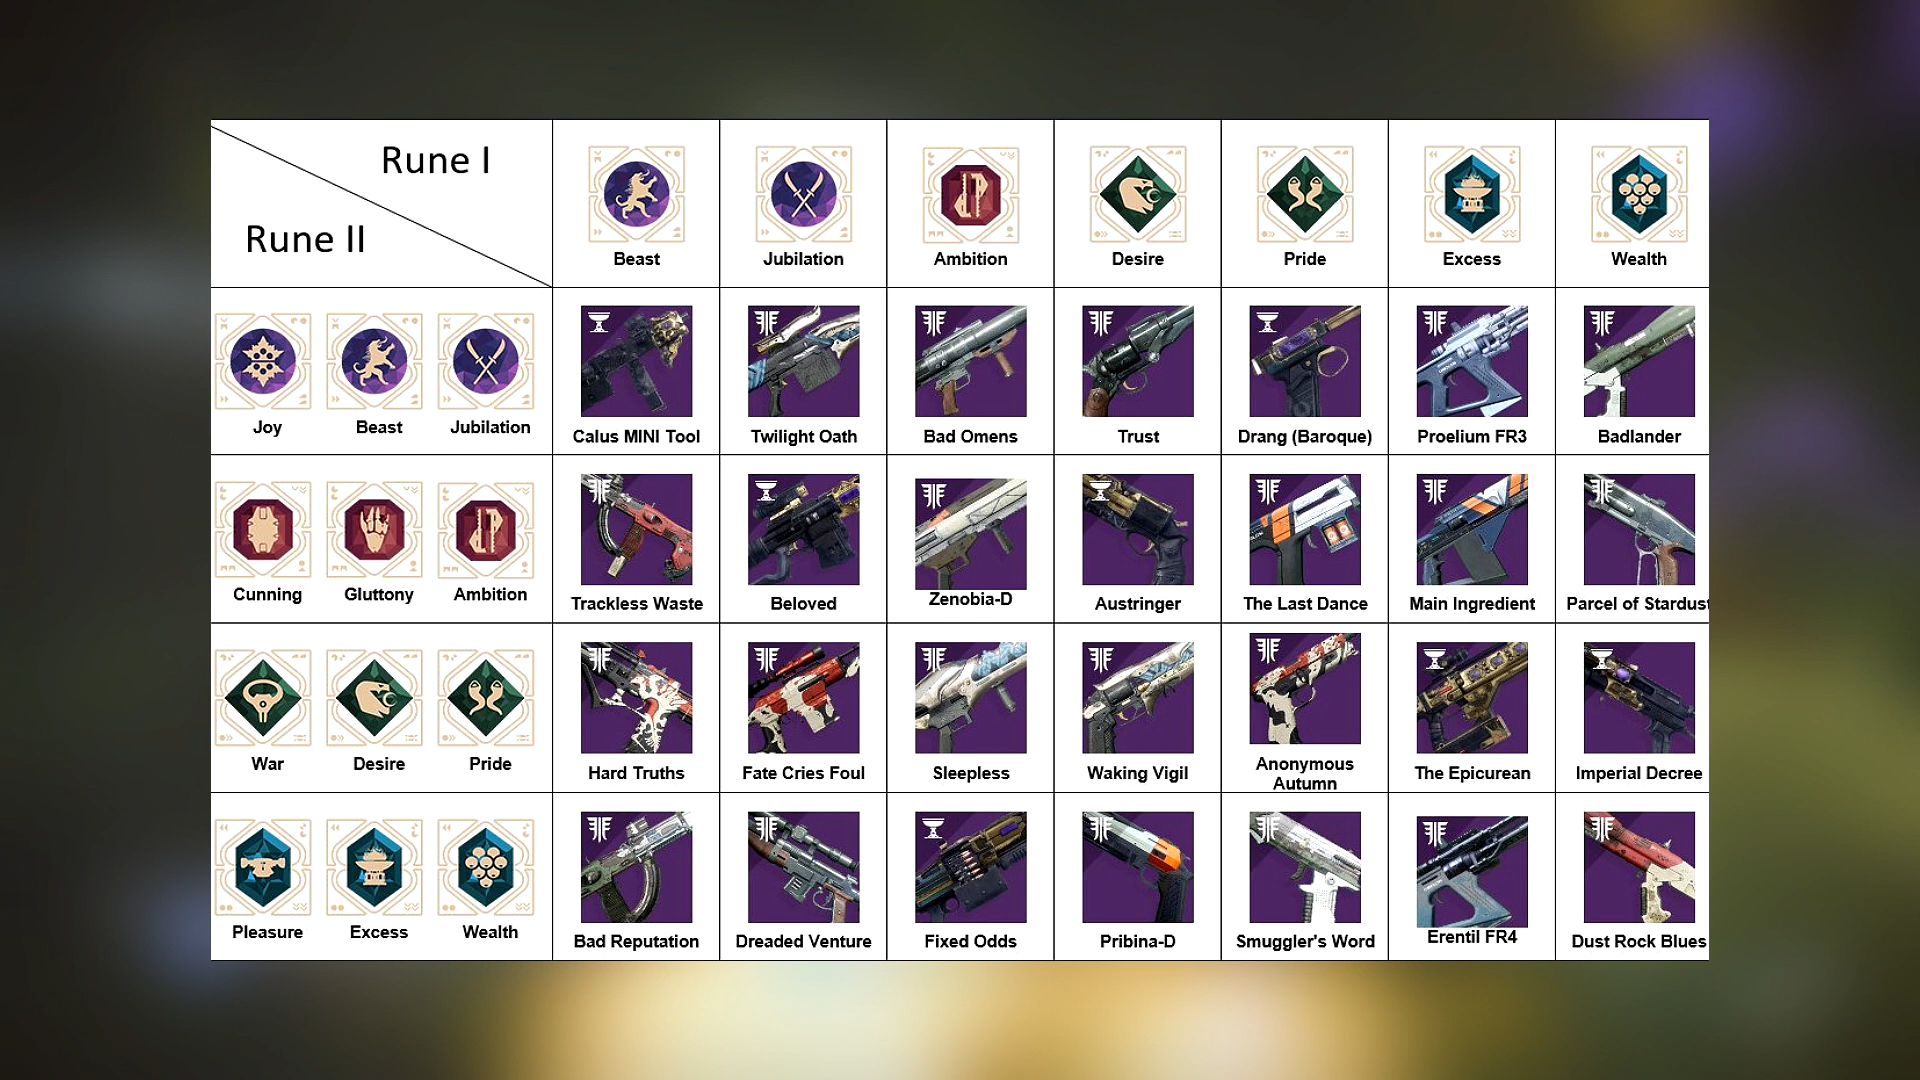 Rune I
Rune II
Beast
Jubilation
Ambition
Desire
Pride
Excess
Wealth
Joy
Beast
Jubilation
Calus MINI Tool
Twilight Oath
Bad Omens
Trust
Drang (Baroque)
Proelium FR3
Badlander
Cunning
Gluttony
Ambition
Trackless Waste
Beloved
Zenobia-D
Austringer
The Last Dance
Main Ingredient
Parcel of Stardust
War
Desire
Pride
Hard Truths
Fate Cries Foul
Sleepless
Waking Vigil
Anonymous
Autumn
The Epicurean
Imperial Decree
Pleasure
Excess
Wealth
Bad Reputation
Dreaded Venture
Fixed Odds
Pribina-D
Smuggler's Word
Erentil FR4
Dust Rock Blues